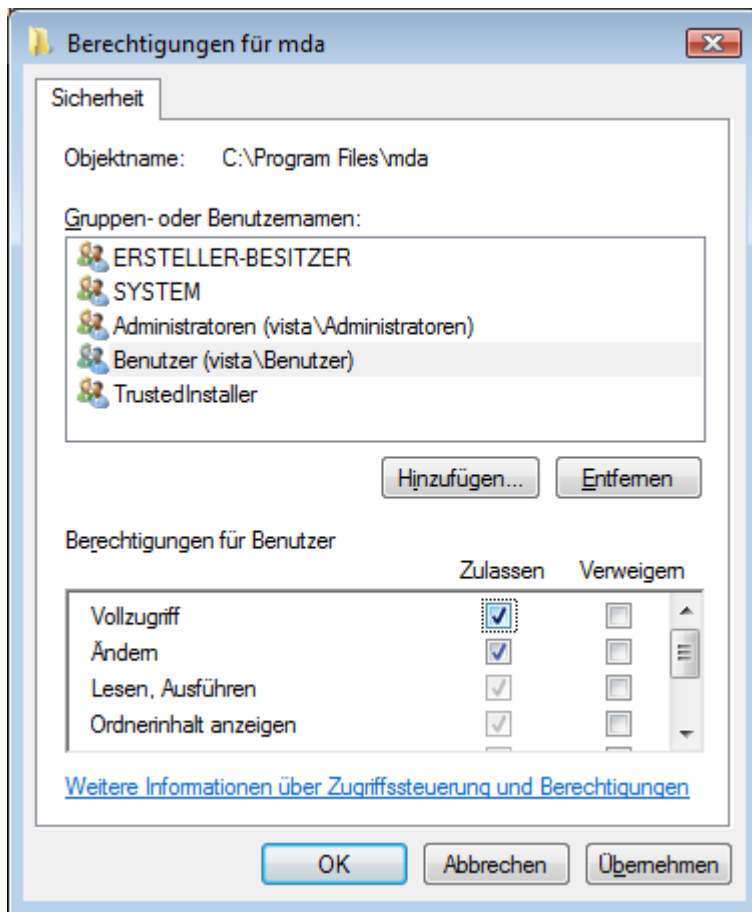 Berechtigungen für mda
Sicherheit
Objektname: C:\Program Files\mda
Gruppen- oder Benutzernamen:
ERSTELLER-BESITZER
SYSTEM
Administratoren (vista\Administratoren)
Benutzer (vista\Benutzer)
TrustedInstaller
Hinzufügen... Entfernen
Berechtigungen für Benutzer
Zulassen Verweigern
Vollzugriff
Ändern
Lesen, Ausführen
Ordnerinhalt anzeigen
Weitere Informationen über Zugriffssteuerung und Berechtigungen
OK Abbrechen Übernehmen